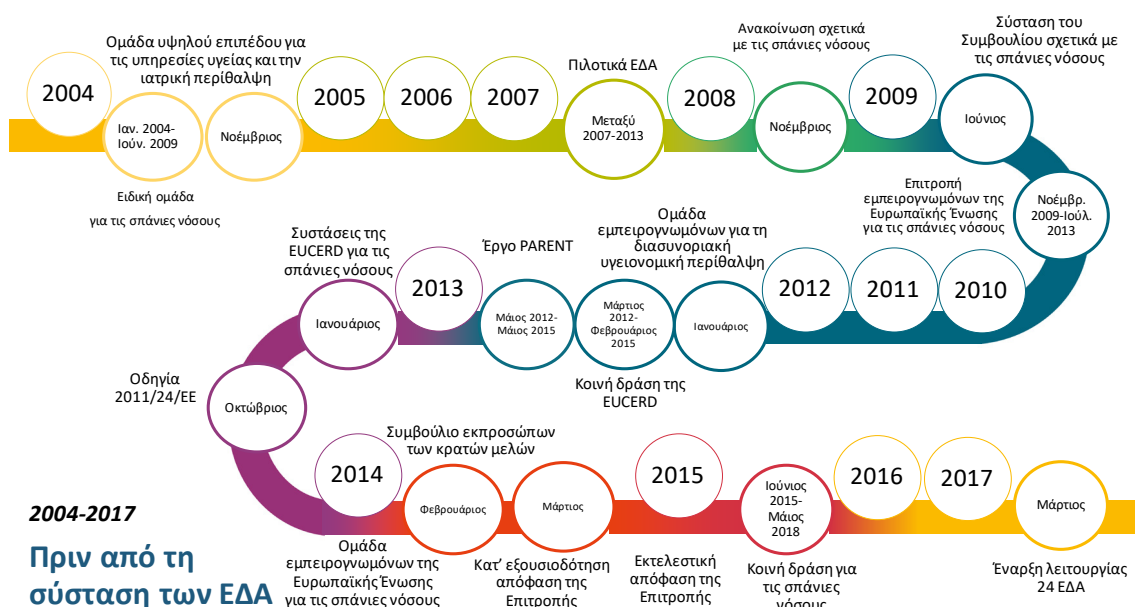 2004
Ιαν. 2004-
Ιούν. 2009
Ειδική ομάδα
για τις σπάνιες νόσους
Ομάδα υψηλού επιπέδου για
τις υπηρεσίες υγείας και την
ιατρική περίθαλψη
Νοέμβριος
2005
2006
2007
Πιλοτικά ΕΔΑ
Μεταξύ
2007-2013
2008
Ανακοίνωση σχετικά
με τις σπάνιες νόσους
Νοέμβριος
2009
Σύσταση του
Συμβουλίου σχετικά με
τις σπάνιες νόσους
Ιούνιος
Επιτροπή
εμπειρογνωμόνων της
Ευρωπαϊκής Ένωσης
για τις σπάνιες νόσους
Νοέμβρ.
2009-Ιούλ.
2013
2010
2011
2012
Ομάδα
εμπειρογνωμόνων για τη
διασυνοριακή
υγειονομική περίθαλψη
Ιανουάριος
Μάρτιος
2012-
Φεβρουάριος
2015
Κοινή δράση της
EUCERD
Έργο PARENT
Μάιος 2012-
Μάιος 2015
2013
Συστάσεις της
EUCERD για τις
σπάνιες νόσους
Ιανουάριος
Οδηγία
2011/24/ΕΕ
Οκτώβριος
2014
Ομάδα
εμπειρογνωμόνων της
Ευρωπαϊκής Ένωσης
για τις σπάνιες νόσους
Συμβούλιο εκπροσώπων
των κρατών μελών
Φεβρουάριος
Μάρτιος
Κατ’ εξουσιοδότηση
απόφαση της
Επιτροπής
2015
Εκτελεστική
απόφαση της
Επιτροπής
Ιούνιος
2015-
Μάιος
2018
Κοινή δράση για
τις σπάνιες
νόσους
2016
2017
Μάρτιος
Έναρξη λειτουργίας
24 ΕΔΑ
2004-2017
Πριν από τη
σύσταση των ΕΔΑ